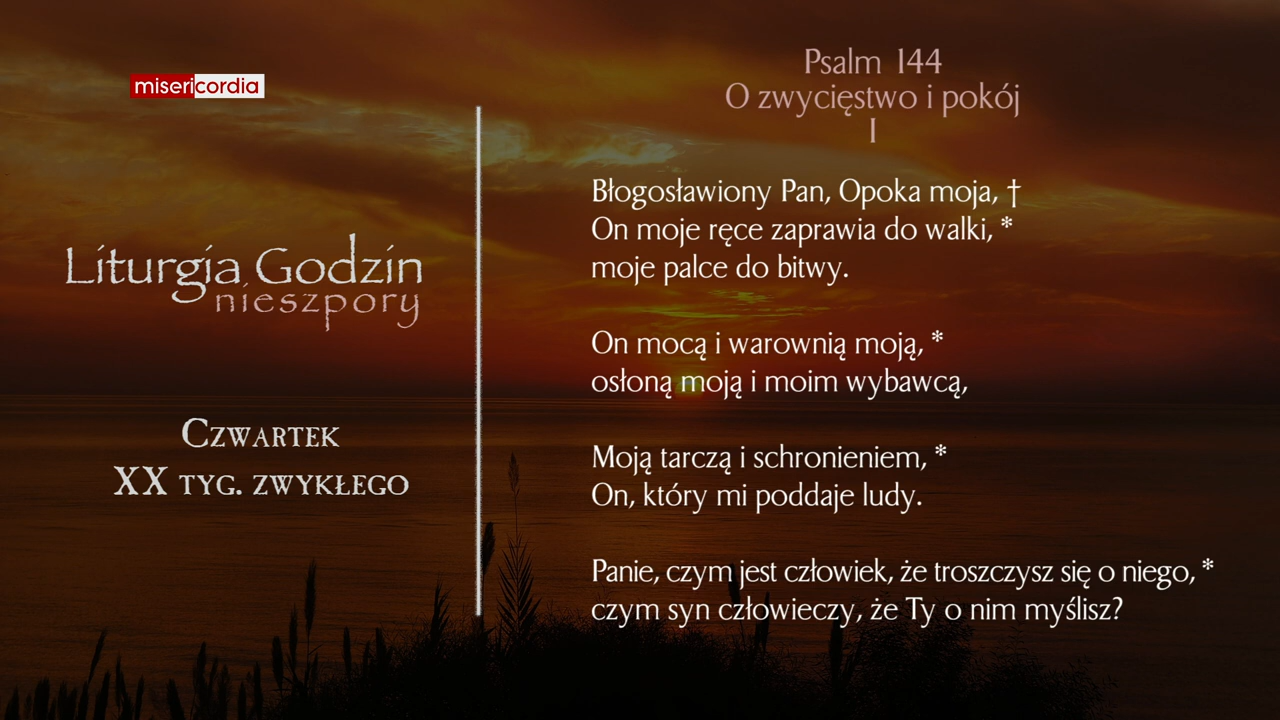 misericordia
Liturgia Godzin
nieszpory
Czwartek
XX tyg. zwykłego
Psalm 144
O zwycięstwo i pokój
I
Błogosławiony Pan, Opoka moja, †
On moje ręce zaprawia do walki, *
moje palce do bitwy.
On mocą i warownią moją, *
osłoną moją i moim wybawcą,
Moją tarczą i schronieniem, *
On, który mi poddaje ludy.
Panie, czym jest człowiek, że troszczysz się o niego, *
czym syn człowieczy, że Ty o nim myślisz?